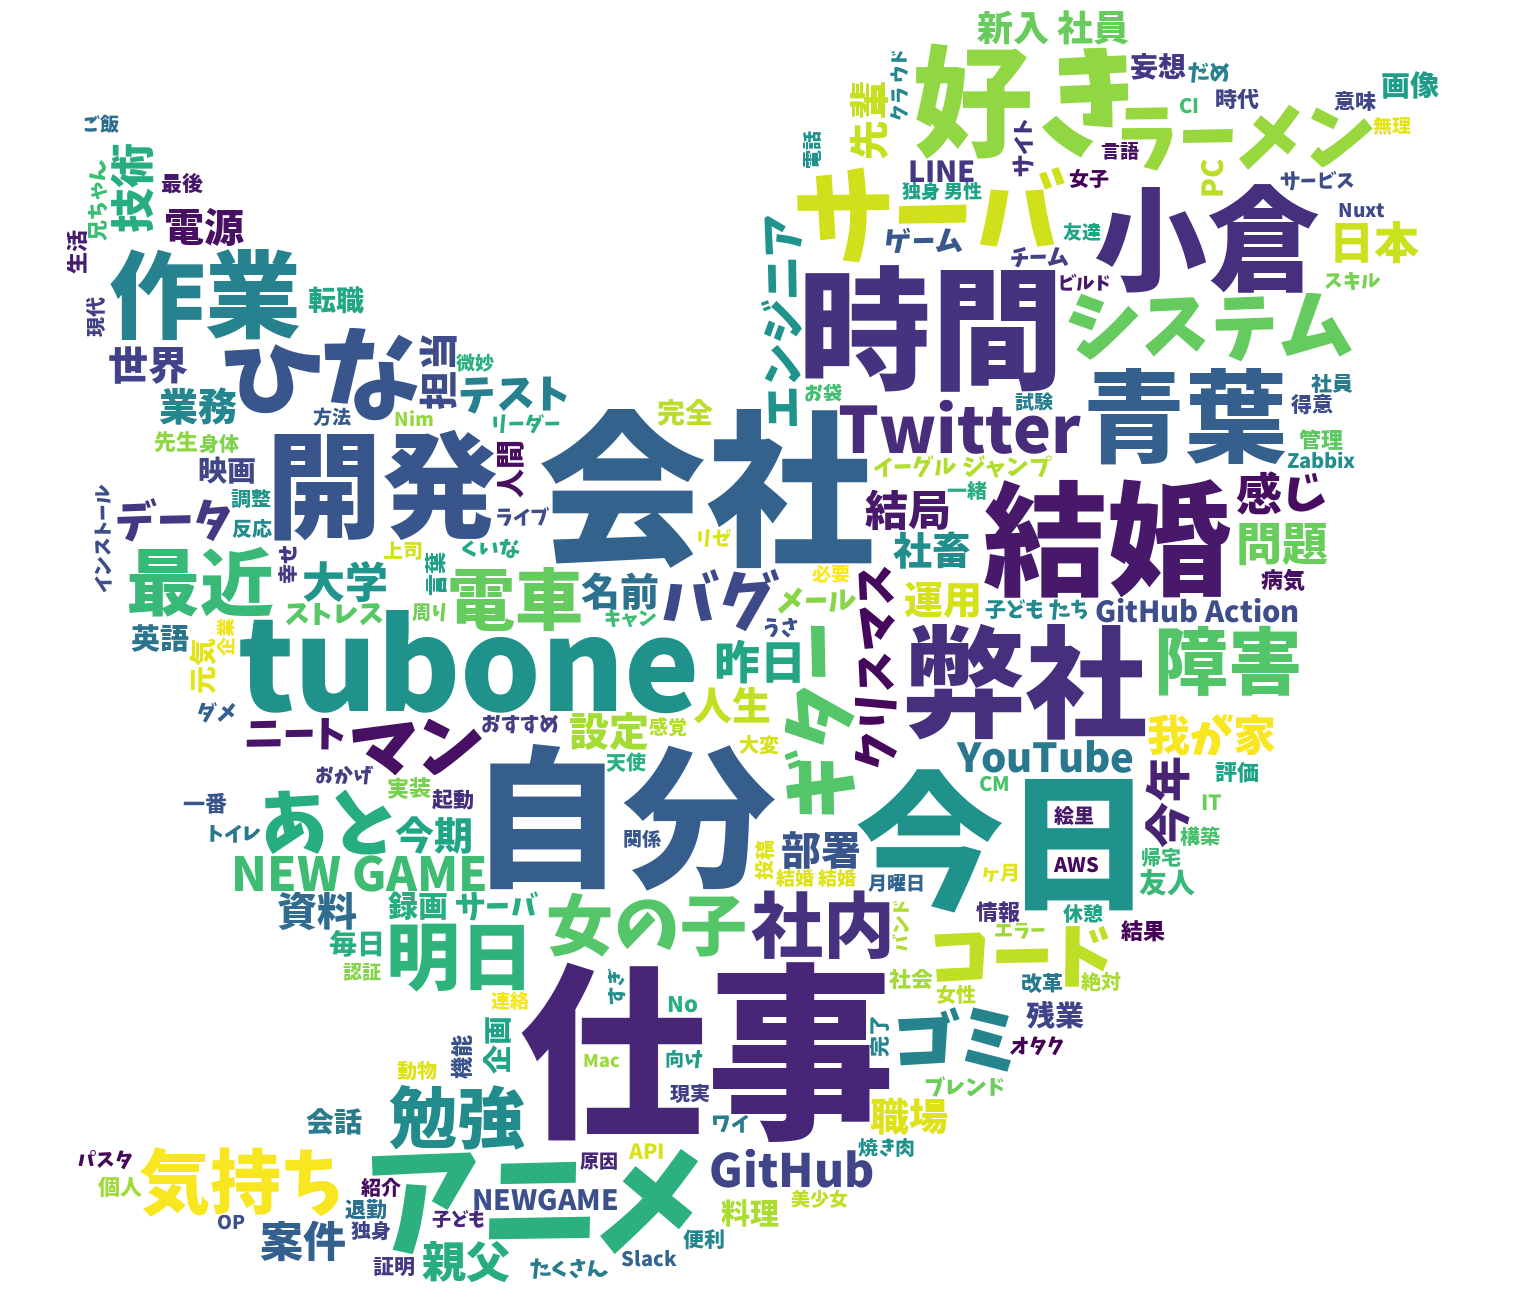 新入 社員
好き
妄想
だめ
画像
クラウド
先輩
CI
時代
意味
ラーメン
無理
ご飯
電話
サイト
言語
技術
兄ちゃん
最後
LINE
女子
PC
サービス
サーバ
独身 男性
小倉
Nuxt
電源
生活
ゲーム
友達
日本
エンジニア
チーム
作業
時間
ビルド
スキル
転職
現代
システム
世界
ひな
担当
微妙
テスト
お袋
青葉
社員
業務
方法
Nim
リーダー
完全
Twitter
試験
得意
先生
身体
開発
会社
人間
管理
映画
イーグル ジャンプ
Zabbix
調整
データ
結局
一緒
結婚
感じ
インストール
反応
ライブ
リゼ
社畜
問題
幸せ
上司
くいな
最近
大学
言葉
電車
名前
バグ
必要
メール
クリスマス
運用
病気
ストレス
周り
キャン
うさ
子ども たち
GitHub Action
英語
企業
元気
tubone
昨日
ギター
弊社
障害
ダメ
ニート
マン
おすすめ
設定
感覚
人生
我が家
大変
YouTube
おかげ
天使
自分
今日
今年
評価
一番
実装
起動
CM
IT
トイレ
あと
今期
関係
部署
絵里
構築
NEW GAME
投稿
結婚 結婚
AWS
帰宅
月曜日
ヶ月
友人
資料
録画
サーバ
女の子
社内
バンド
情報
休憩
毎日
明日
コード
エラー
結果
認証
仕事
すぎ
社会
女性
改革
絶対
連絡
No
残業
企画
完了
ゴミ
オタク
機能
動物
Mac
向け
現実
ブレンド
勉強
ワイ
職場
会話
焼き肉
パスタ
気持ち
アニメ
原因
API
GitHub
個人
紹介
NEWGAME
美少女
退勤
料理
OP
独身
子ども
案件
便利
親父
Slack
証明
たくさん